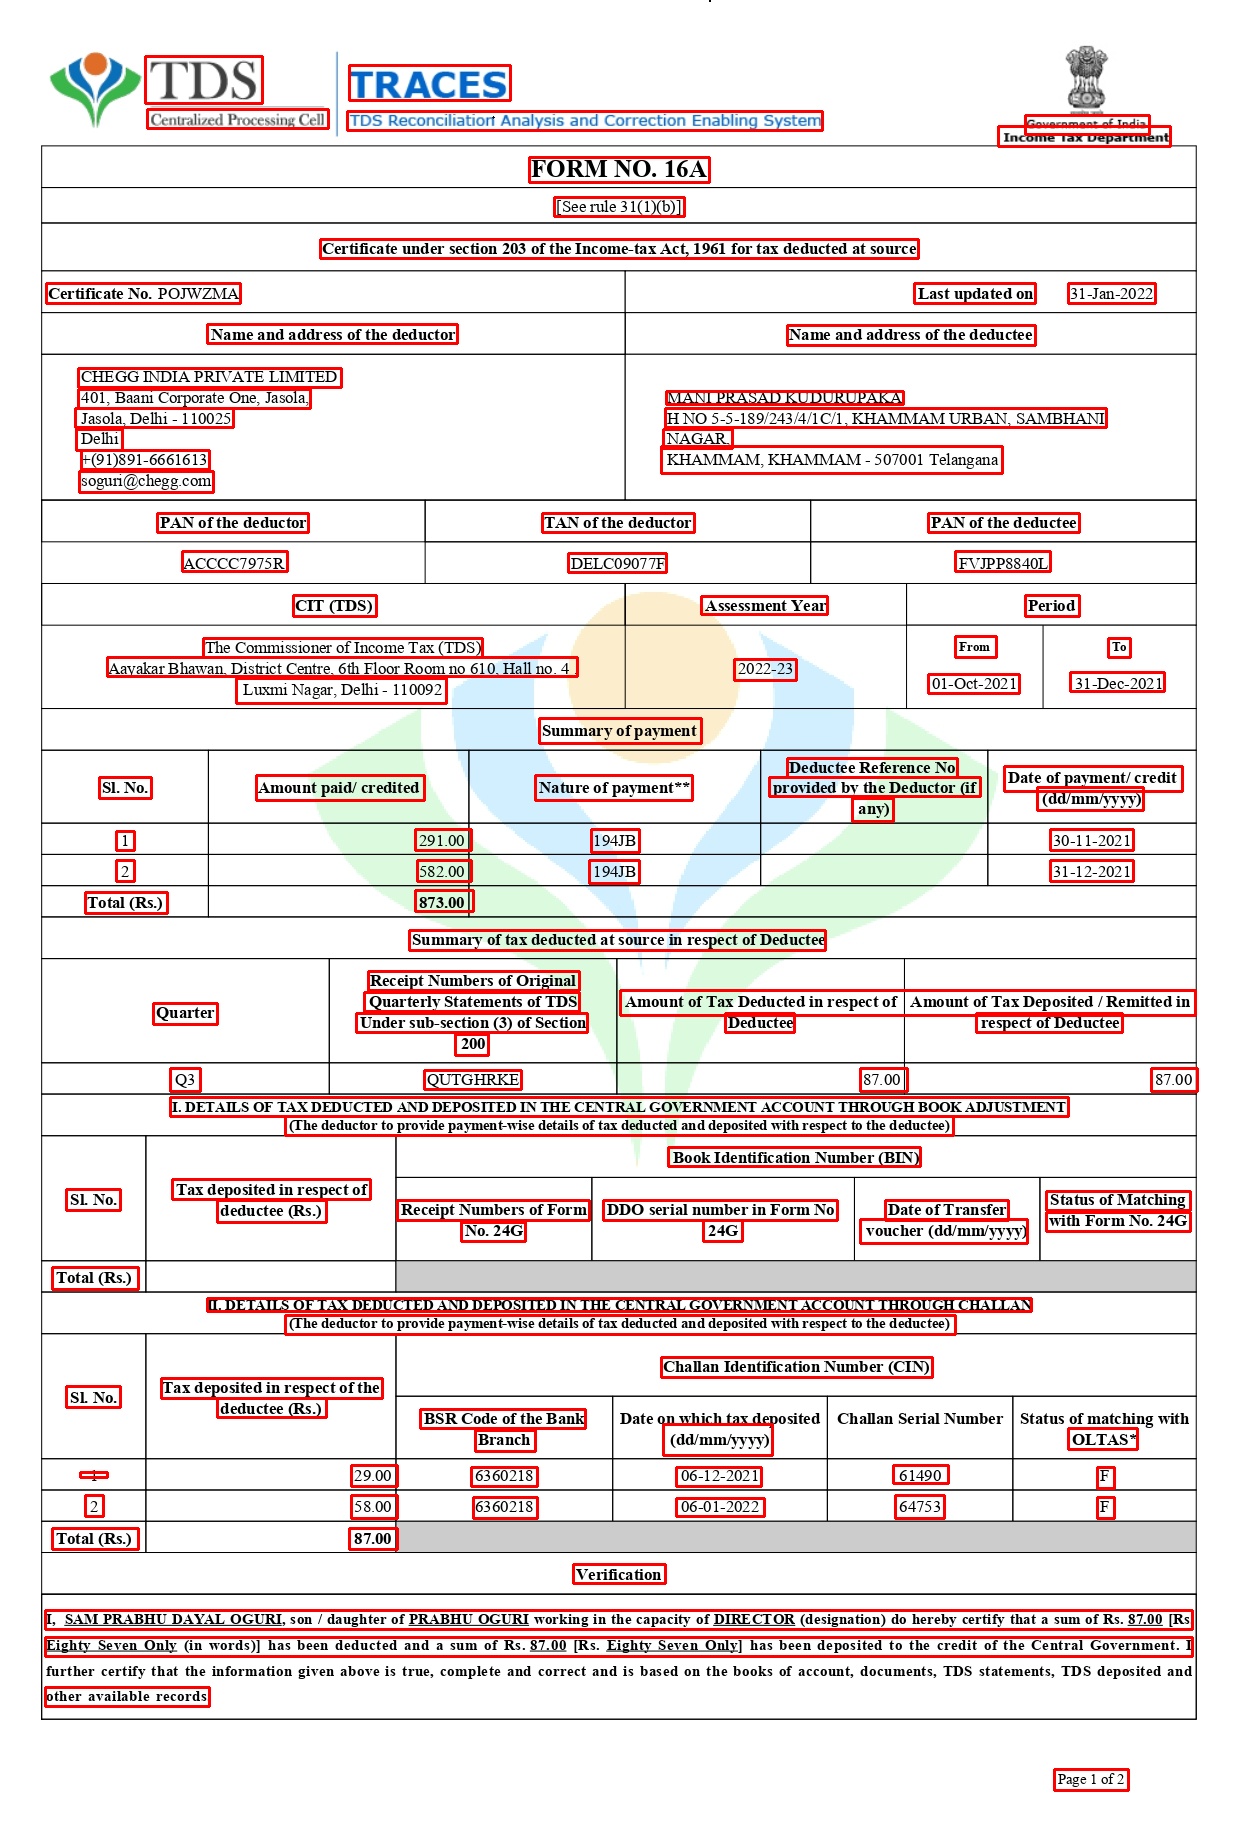 TDS
Centralized Processing Cell
TRACES
TDS Reconciliation Analysis and Correction Enabling System
Government of India
Income Tax Department
FORM NO. 16A
[See rule 31(1)(b)]
Certificate under section 203 of the Income-tax Act, 1961 for tax deducted at source
Certificate No. POJWZMA
Last updated on 31-Jan-2022
Name and address of the deductor
Name and address of the deductee
CHEGG INDIA PRIVATE LIMITED
401, Baani Corporate One, Jasola,
Jasola, Delhi - 110025
Delhi
+(91)891-6661613
soguri@chegg.com
MANI PRASAD KUDURUPAKA
H NO 5-5-189/243/4/1C/1, KHAMMAM URBAN, SAMBHANI
NAGAR,
KHAMMAM, KHAMMAM - 507001 Telangana
PAN of the deductor
TAN of the deductor
PAN of the deductee
ACCCC7975R
DELC09077F
FVJPP8840L
CIT (TDS)
Assessment Year
Period
The Commissioner of Income Tax (TDS)
Aayakar Bhawan, District Centre, 6th Floor Room no 610, Hall no. 4
Luxmi Nagar, Delhi - 110092
2022-23
From
To
01-Oct-2021
31-Dec-2021
Summary of payment
Sl. No.
Amount paid/ credited
Nature of payment**
Deductee Reference No
provided by the Deductor (if
any)
Date of payment/ credit
(dd/mm/yyyy)
1 291.00 194JB 30-11-2021
2 582.00 194JB 31-12-2021
Total (Rs.) 873.00
Summary of tax deducted at source in respect of Deductee
Quarter
Receipt Numbers of Original
Quarterly Statements of TDS
Under sub-section (3) of Section
200
Amount of Tax Deducted in respect of
Deductee
Amount of Tax Deposited / Remitted in
respect of Deductee
Q3 QUTGHRKE 87.00 87.00
I. DETAILS OF TAX DEDUCTED AND DEPOSITED IN THE CENTRAL GOVERNMENT ACCOUNT THROUGH BOOK ADJUSTMENT
(The deductor to provide payment-wise details of tax deducted and deposited with respect to the deductee)
Sl. No.
Tax deposited in respect of
deductee (Rs.)
Book Identification Number (BIN)
Receipt Numbers of Form
No. 24G
DDO serial number in Form No
24G
Date of Transfer
voucher (dd/mm/yyyy)
Status of Matching
with Form No. 24G
Total (Rs.)
II. DETAILS OF TAX DEDUCTED AND DEPOSITED IN THE CENTRAL GOVERNMENT ACCOUNT THROUGH CHALLAN
(The deductor to provide payment-wise details of tax deducted and deposited with respect to the deductee)
Sl. No.
Tax deposited in respect of the
deductee (Rs.)
Challan Identification Number (CIN)
BSR Code of the Bank
Branch
Date on which tax deposited
(dd/mm/yyyy)
Challan Serial Number
Status of matching with
OLTAS*
1 29.00 6360218 06-12-2021 61490 F
2 58.00 6360218 06-01-2022 64753 F
Total (Rs.) 87.00
Verification
I, SAM PRABHU DAYAL OGURI, son / daughter of PRABHU OGURI working in the capacity of DIRECTOR (designation) do hereby certify that a sum of Rs. 87.00 [Rs.
Eighty Seven Only (in words)] has been deducted and a sum of Rs. 87.00 [Rs. Eighty Seven Only] has been deposited to the credit of the Central Government. I
further certify that the information given above is true, complete and correct and is based on the books of account, documents, TDS statements, TDS deposited and
other available records
Page 1 of 2